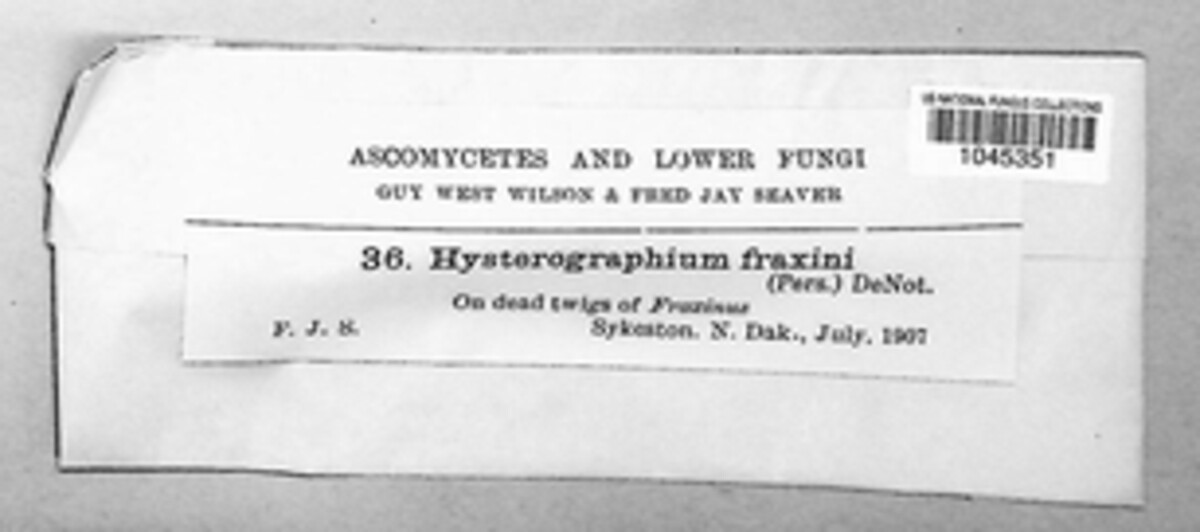 US NATIONAL FUNGUS COLLECTIONS
1045351
ASCOMYCETES AND LOWER FUNGI
GUY WEST WILSON & FRED JAY SEAVER
36. Hysterographium fraxini
(Pers.) DeNot.
On dead twigs of Fraxinus
F. J. S. Sykeston. N. Dak., July, 1907